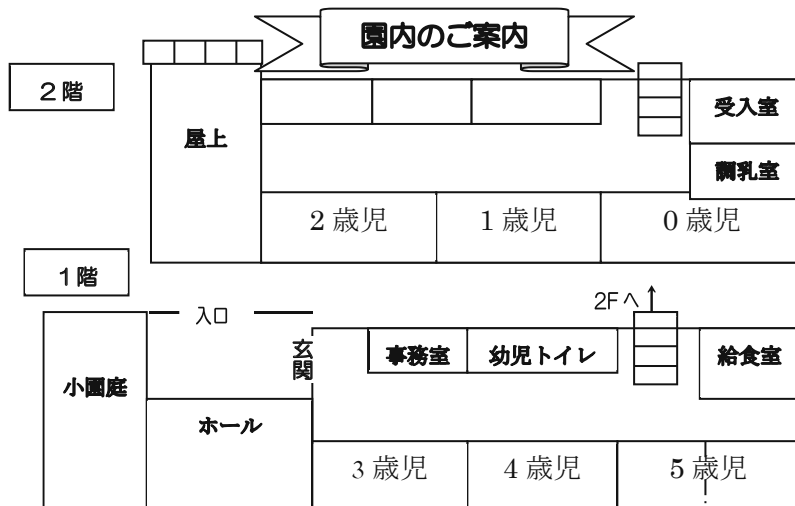 園内のご案内
2階
屋上
受入室
調乳室
2歳児
1歳児
0歳児
1階
入口
2Fへ
玄関
事務室
幼児トイレ
給食室
小園庭
ホール
3歳児
4歳児
5歳児